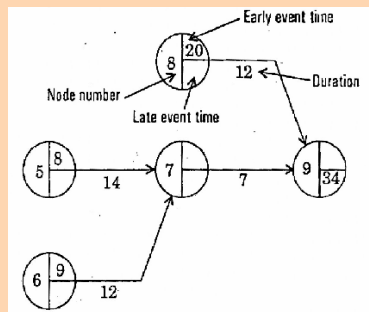 Early event time
8 20
12
Duration
Node number
Late event time
5 8
14
7
7
9
34
6 9
12